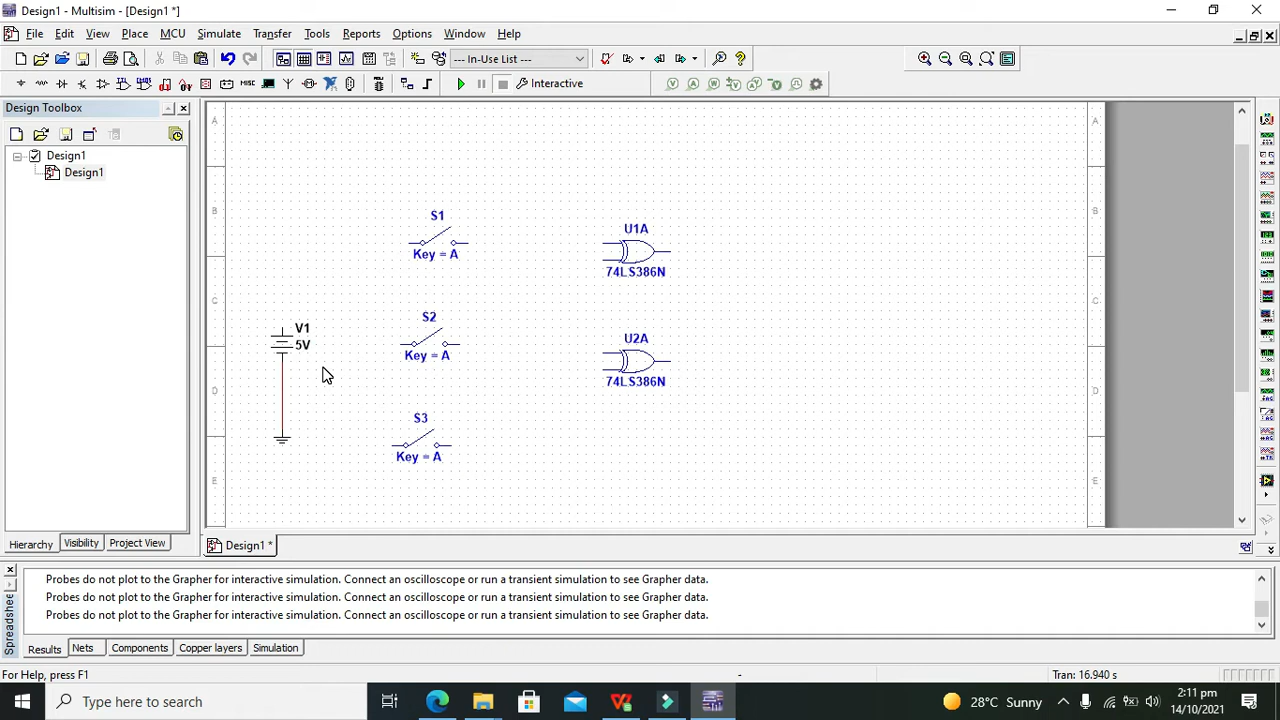 Design1 - Multisim - [Design1 *]
File Edit View Place MCU Simulate Transfer Tools Reports Options Window Help
--- In-Use List ---
Interactive
Design Toolbox
Design1
Design1
A
B
C
D
E
A
B
C
D
E
S1
Key = A
U1A
74LS386N
S2
Key = A
V1
5V
U2A
74LS386N
S3
Key = A
Hierarchy Visibility Project View
Design1 *
Spreadsheet
Probes do not plot to the Grapher for interactive simulation. Connect an oscilloscope or run a transient simulation to see Grapher data.
Probes do not plot to the Grapher for interactive simulation. Connect an oscilloscope or run a transient simulation to see Grapher data.
Probes do not plot to the Grapher for interactive simulation. Connect an oscilloscope or run a transient simulation to see Grapher data.
Results Nets Components Copper layers Simulation
For Help, press F1
-
Tran: 16.940 s
Type here to search
28°C Sunny
2:11 pm
14/10/2021